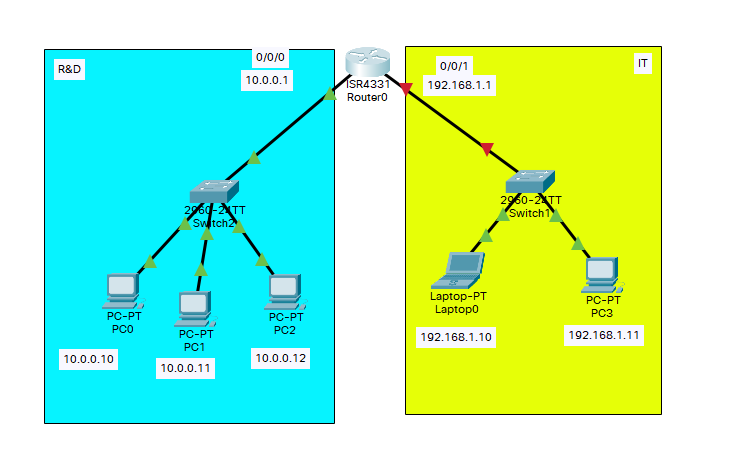 R&D
0/0/0
10.0.0.1
ISR4331
Router0
0/0/1
192.168.1.1
IT
2960-24TT
Switch2
2960-24TT
Switch1
PC-PT
PC0
PC-PT
PC1
PC-PT
PC2
Laptop-PT
Laptop0
PC-PT
PC3
10.0.0.10
10.0.0.11
10.0.0.12
192.168.1.10
192.168.1.11